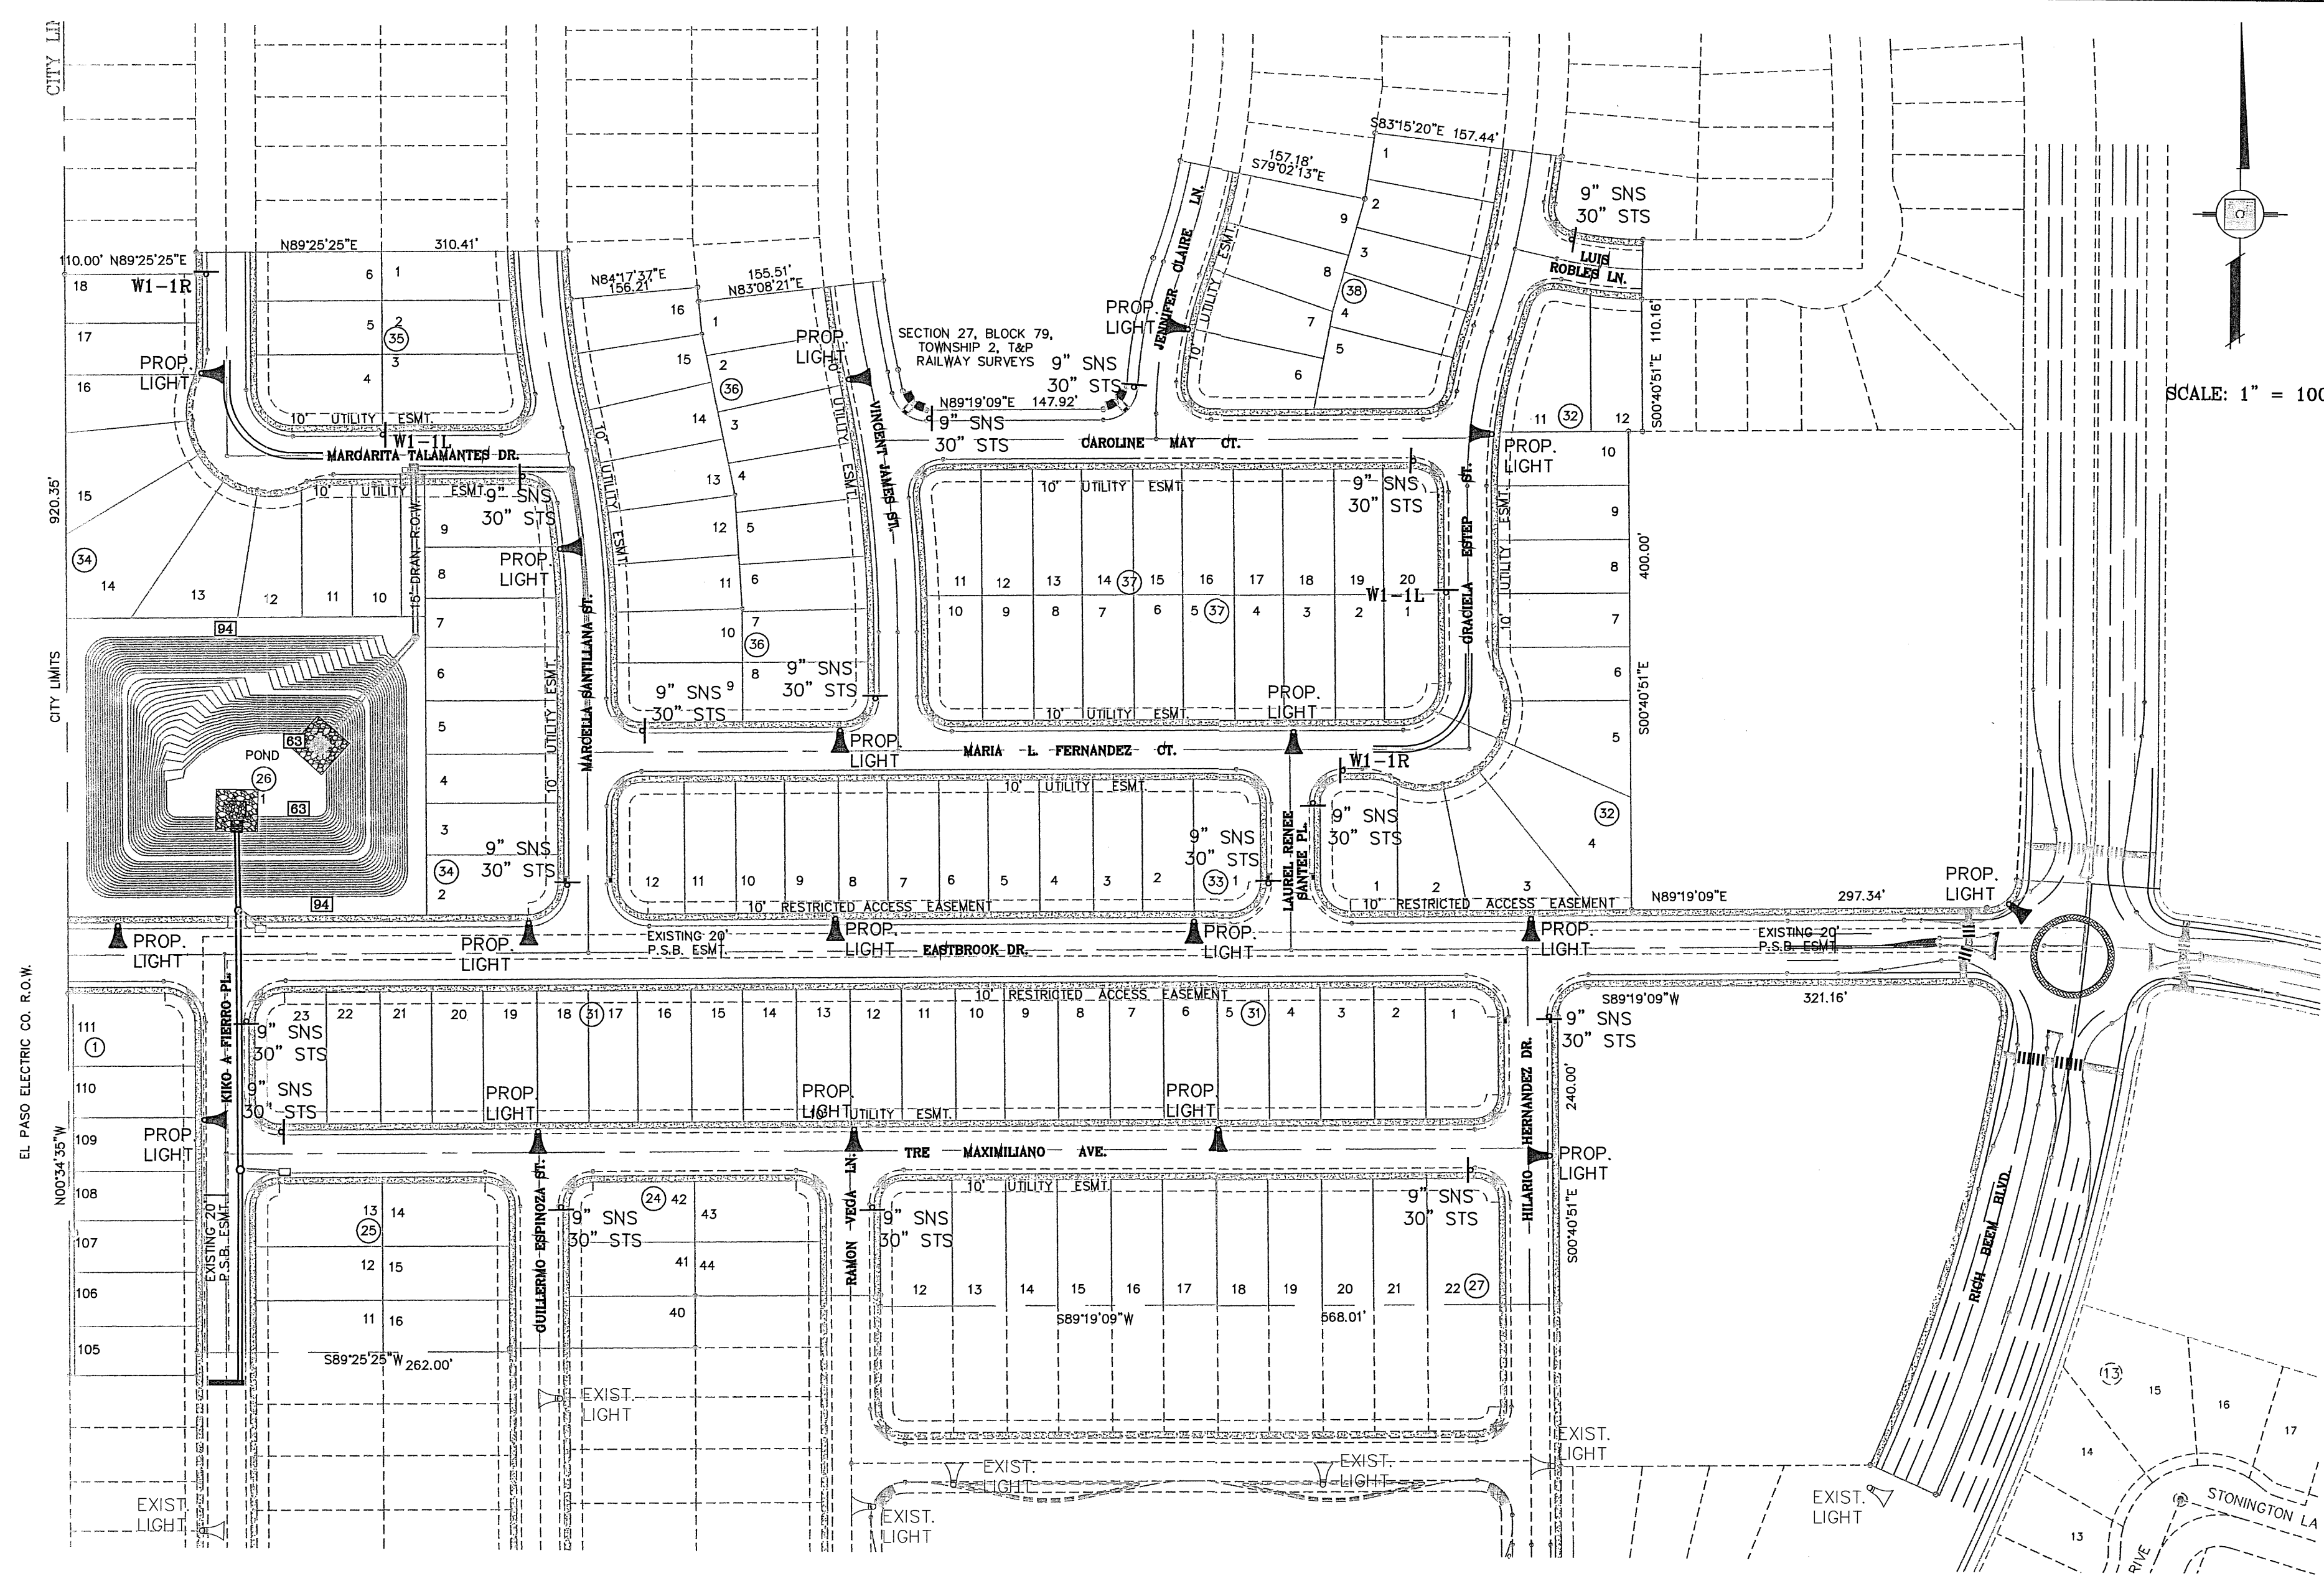 CITY LIN
S83°15'20"E 157.44'
157.18'
S79°02'13"E
9" SNS
30" STS
LUIS
ROBLES LN.
N89°25'25"E 310.41'
110.00' N89°25'25"E
W1-1R
18
17
16
15
14
13
12
11
10
34
PROP.
LIGHT
6
1
5
2
35
3
4
10' UTILITY ESMT.
W1-1L
MARGARITA TALAMANTES DR.
10' UTILITY ESMT.
9" SNS
30" STS
15' DRAN. R.O.W.
N84°17'37"E
156.21'
155.51'
N83°08'21"E
16
1
15
2
36
14
3
13
4
12
5
11
6
10
7
36
9
8
10' UTILITY ESMT.
10' UTILITY ESMT.
PROP.
LIGHT
VINCENT JAMES ST.
SECTION 27, BLOCK 79,
TOWNSHIP 2, T&P
RAILWAY SURVEYS
9" SNS
30" STS
N89°19'09"E 147.92'
9" SNS
30" STS
CAROLINE MAY CT.
JENNIFER CLAIRE LN.
PROP.
LIGHT
10' UTILITY ESMT.
1
2
9
3
8
38
4
7
5
6
11
32
12
S00°40'51"E 110.16'
SCALE: 1" = 100
PROP.
LIGHT
10
9
8
7
6
5
S00°40'51"E
400.00'
GRACIELA ESTEP ST.
10' UTILITY ESMT.
9" SNS
30" STS
10' UTILITY ESMT.
11 12 13 14 37 15 16 17 18 19 20
10 9 8 7 6 5 37 4 3 2 1
W1-1L
10' UTILITY ESMT.
PROP.
LIGHT
920.35'
CITY LIMITS
94
63
POND
26
1
63
94
9
8
7
6
5
4
3
34
2
PROP.
LIGHT
MARCELLA SANTILLANA ST.
10' UTILITY ESMT.
9" SNS
30" STS
9" SNS
30" STS
9" SNS
30" STS
PROP.
LIGHT
MARIA L. FERNANDEZ CT.
W1-1R
10' UTILITY ESMT.
9" SNS
30" STS
9" SNS
30" STS
LAUREL RENEE
SANTEE PL.
12 11 10 9 8 7 6 5 4 3 2 33 1
10' RESTRICTED ACCESS EASEMENT
32
4
1 2 3
10' RESTRICTED ACCESS EASEMENT
N89°19'09"E 297.34'
PROP.
LIGHT
PROP.
LIGHT
PROP.
LIGHT
EXISTING 20'
P.S.B. ESMT.
PROP.
LIGHT
EASTBROOK DR.
PROP.
LIGHT
PROP.
LIGHT
EXISTING 20'
P.S.B. ESMT.
EL PASO ELECTRIC CO. R.O.W.
N00°34'35"W
111
1
110
109
108
107
106
105
KIKO A FIERRO PL.
9" SNS
30" STS
9" SNS
30" STS
PROP.
LIGHT
EXISTING 20'
P.S.B. ESMT.
10' RESTRICTED ACCESS EASEMENT
23 22 21 20 19 18 31 17 16 15 14 13 12 11 10 9 8 7 6 5 31 4 3 2 1
PROP.
LIGHT
PROP.
LIGHT
10' UTILITY ESMT.
PROP.
LIGHT
TRE MAXIMILIANO AVE.
S89°19'09"W 321.16'
9" SNS
30" STS
240.00'
HILARIO HERNANDEZ DR.
PROP.
LIGHT
S00°40'51"E
RICH BEEM BLVD.
13
14
25
12
15
11
16
S89°25'25"W 262.00'
GUILLERMO ESPINOZA ST.
9" SNS
30" STS
24
42
43
41
44
40
RAMON VEGA LN.
9" SNS
30" STS
10' UTILITY ESMT.
9" SNS
30" STS
12 13 14 15 16 17 18 19 20 21 22 27
S89°19'09"W 568.01'
EXIST.
LIGHT
EXIST.
LIGHT
EXIST.
LIGHT
EXIST.
LIGHT
EXIST.
LIGHT
EXIST.
LIGHT
EXIST.
LIGHT
13
15
16
17
14
13
STONINGTON LA
RIVE